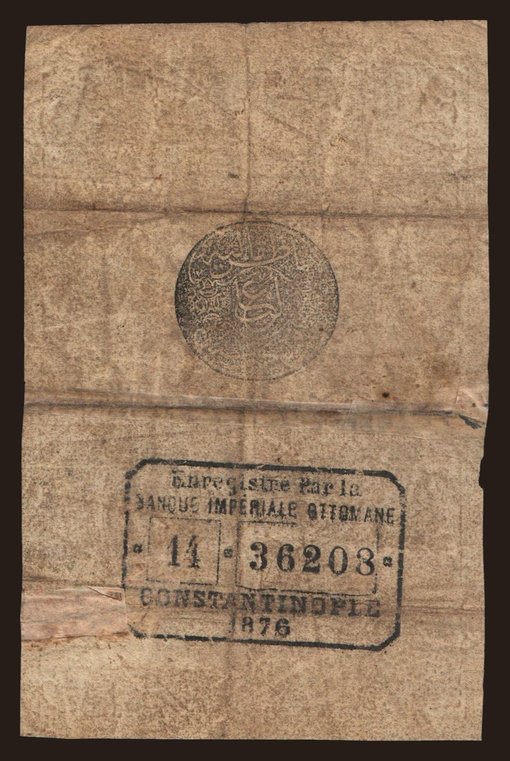 Enregistré Par la
BANQUE IMPÉRIALE OTTOMANE
14 36208
CONSTANTINOPLE
1876